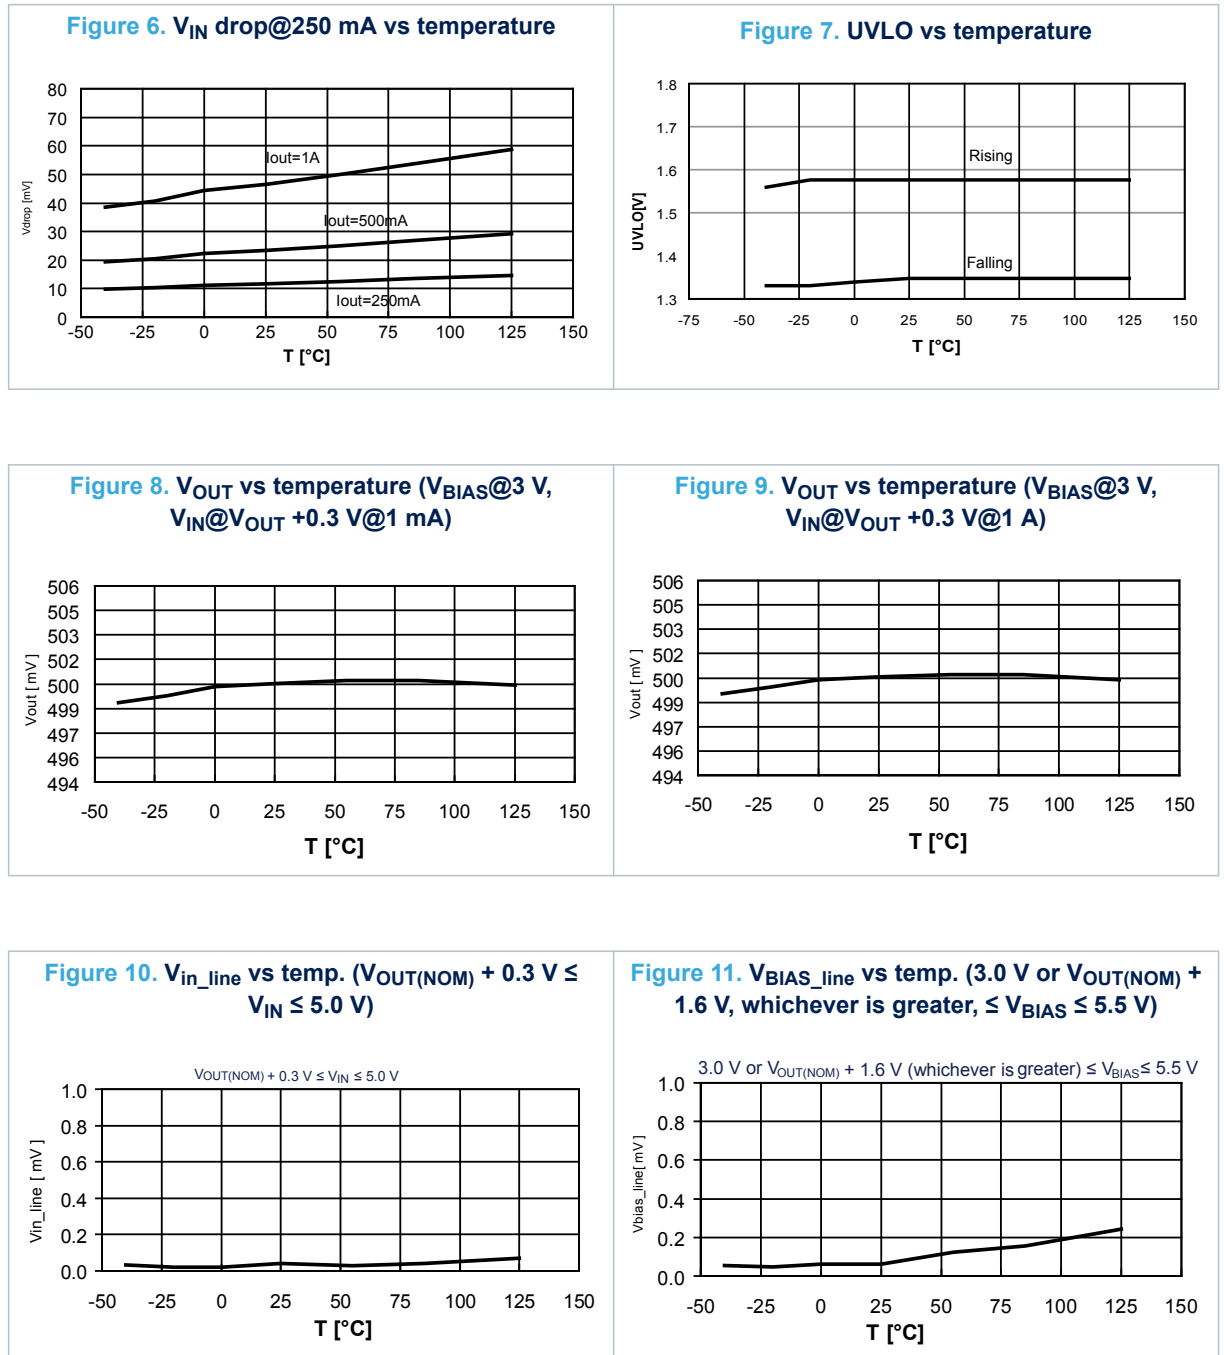 Figure 6. VIN drop@250 mA vs temperature
80
70
60
50
40
30
20
10
0
Vdrop [mV]
Iout=1A
Iout=500mA
Iout=250mA
-50 -25 0 25 50 75 100 125 150
T [°C]
Figure 7. UVLO vs temperature
1.8
1.7
1.6
1.5
1.4
1.3
UVLO[V]
Rising
Falling
-75 -50 -25 0 25 50 75 100 125 150
T [°C]
Figure 8. VOUT vs temperature (VBIAS@3 V,
VIN@VOUT +0.3 V@1 mA)
506
505
503
502
500
499
497
496
494
Vout [ mV ]
-50 -25 0 25 50 75 100 125 150
T [°C]
Figure 9. VOUT vs temperature (VBIAS@3 V,
VIN@VOUT +0.3 V@1 A)
506
505
503
502
500
499
497
496
494
Vout [ mV ]
-50 -25 0 25 50 75 100 125 150
T [°C]
Figure 10. Vin_line vs temp. (VOUT(NOM) + 0.3 V ≤
VIN ≤ 5.0 V)
VOUT(NOM) + 0.3 V ≤ VIN ≤ 5.0 V
1.0
0.8
0.6
0.4
0.2
0.0
Vin_line [ mV ]
-50 -25 0 25 50 75 100 125 150
T [°C]
Figure 11. VBIAS_line vs temp. (3.0 V or VOUT(NOM) +
1.6 V, whichever is greater, ≤ VBIAS ≤ 5.5 V)
3.0 V or VOUT(NOM) + 1.6 V (whichever is greater) ≤ VBIAS≤ 5.5 V
1.0
0.8
0.6
0.4
0.2
0.0
Vbias_line[ mV ]
-50 -25 0 25 50 75 100 125 150
T [°C]